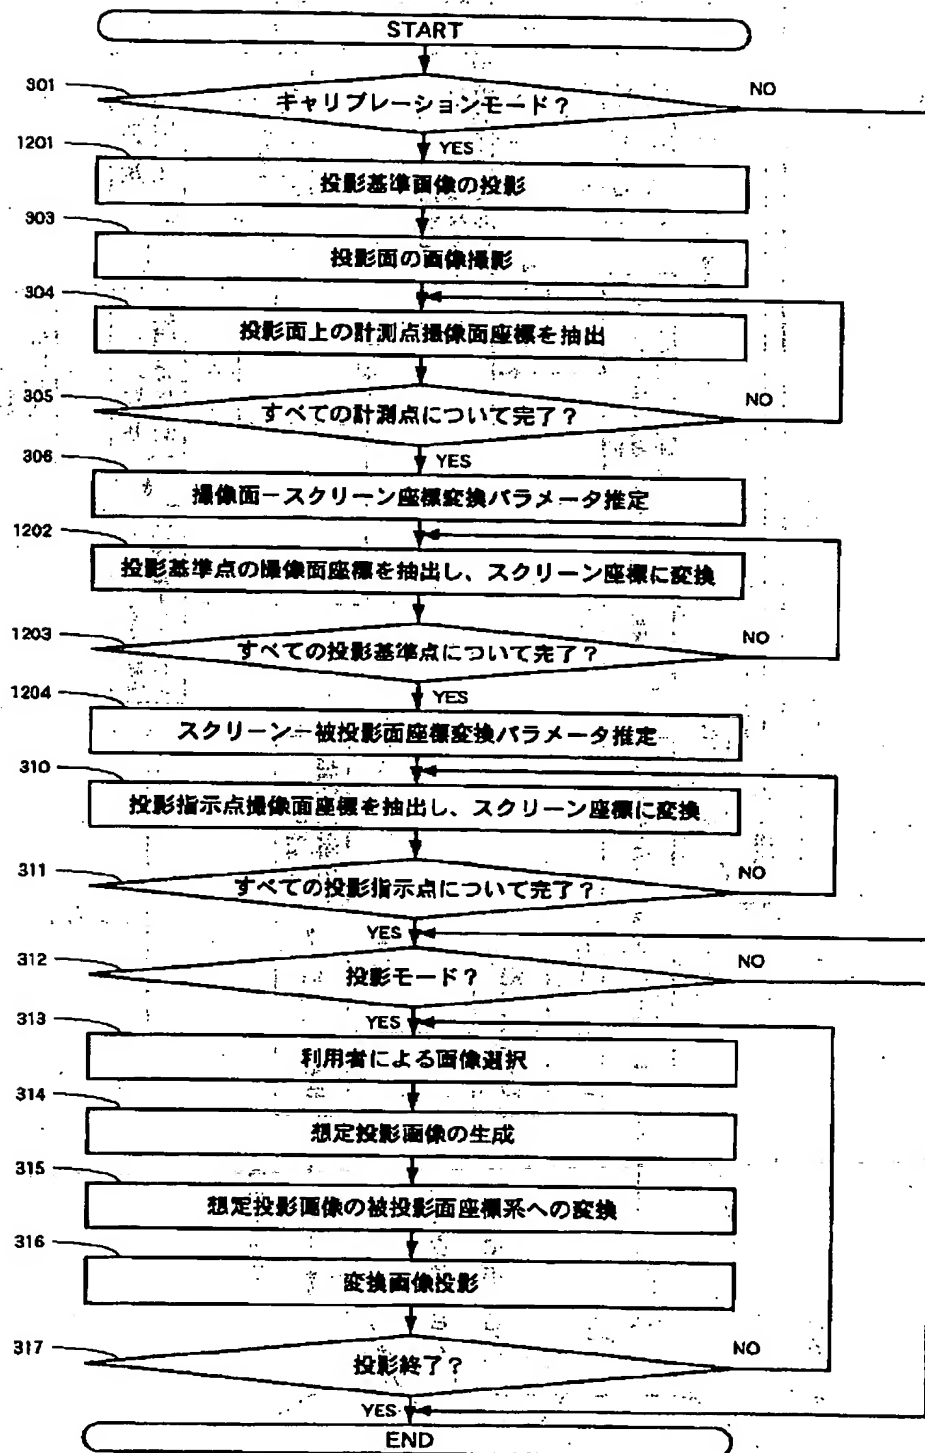 START
301
キャリブレーションモード？
NO
YES
1201
投影基準画像の投影
303
投影面の画像撮影
304
投影面上の計測点撮像面座標を抽出
305
すべての計測点について完了？
NO
YES
306
撮像面－スクリーン座標変換パラメータ推定
1202
投影基準点の撮像面座標を抽出し、スクリーン座標に変換
1203
すべての投影基準点について完了？
NO
YES
1204
スクリーン－被投影面座標変換パラメータ推定
310
投影指示点撮像面座標を抽出し、スクリーン座標に変換
311
すべての投影指示点について完了？
NO
YES
312
投影モード？
NO
YES
313
利用者による画像選択
314
想定投影画像の生成
315
想定投影画像の被投影面座標系への変換
316
変換画像投影
317
投影終了？
NO
YES
END